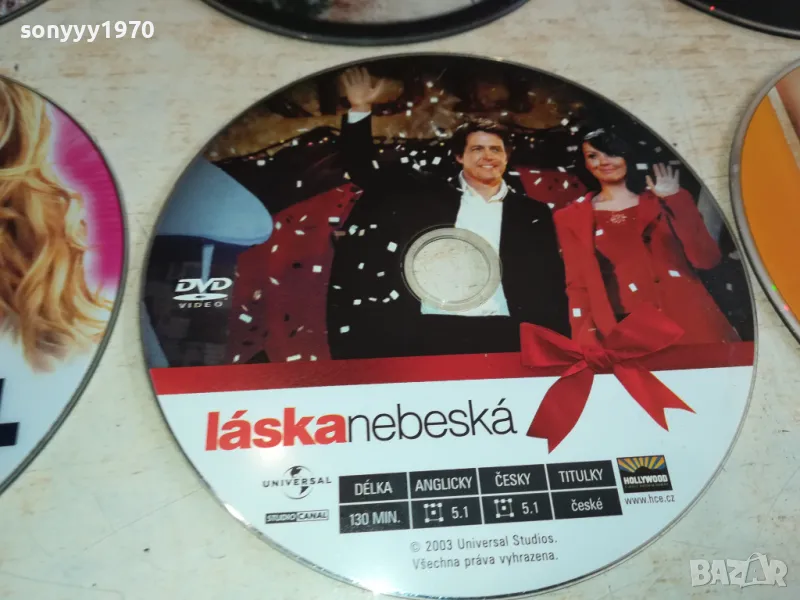 sonyyy1970
DVD
VIDEO
láskanebeská
UNIVERSAL
STUDIO CANAL
DÉLKA ANGLICKY ČESKY TITULKY
130 MIN. 5.1 5.1 české
HOLLYWOOD
www.hce.cz
© 2003 Universal Studios.
Všechna práva vyhrazena.
BAZAR